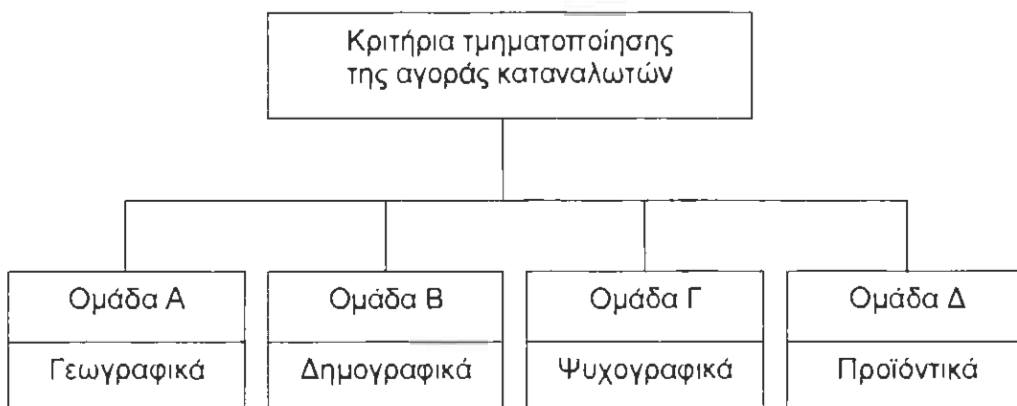 Κριτήρια τμηματοποίησης
της αγοράς καταναλωτών
Ομάδα Α
Ομάδα Β
Ομάδα Γ
Ομάδα Δ
Γεωγραφικά
Δημογραφικά
Ψυχογραφικά
Προϊόντικά